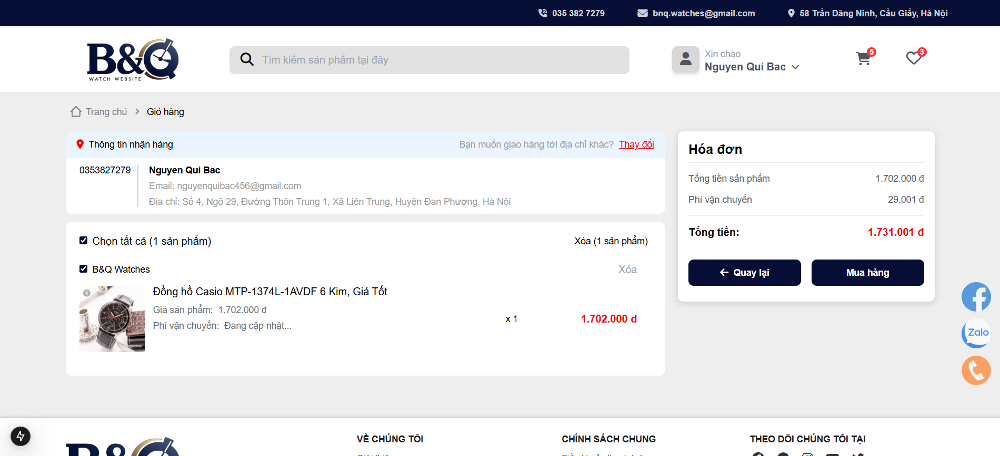 035 382 7279
bnq.watches@gmail.com
58 Trần Đăng Ninh, Cầu Giấy, Hà Nội
B&Q
WATCH WEBSITE
Tìm kiếm sản phẩm tại đây
Xin chào
Nguyen Qui Bac
5
3
Trang chủ
Giỏ hàng
Thông tin nhận hàng
Bạn muốn giao hàng tới địa chỉ khác? Thay đổi
0353827279
Nguyen Qui Bac
Email: nguyenquibac456@gmail.com
Địa chỉ: Số 4, Ngõ 29, Đường Thôn Trung 1, Xã Liên Trung, Huyện Đan Phượng, Hà Nội
Chọn tất cả (1 sản phẩm)
Xóa (1 sản phẩm)
B&Q Watches
Xóa
Đồng hồ Casio MTP-1374L-1AVDF 6 Kim, Giá Tốt
Giá sản phẩm: 1.702.000 đ
Phí vận chuyển: Đang cập nhật...
x 1
1.702.000 đ
Hóa đơn
Tổng tiền sản phẩm
1.702.000 đ
Phí vận chuyển
29.001 đ
Tổng tiền:
1.731.001 đ
Quay lại
Mua hàng
Zalo
B&Q
VỀ CHÚNG TÔI
CHÍNH SÁCH CHUNG
THEO DÕI CHÚNG TÔI TẠI